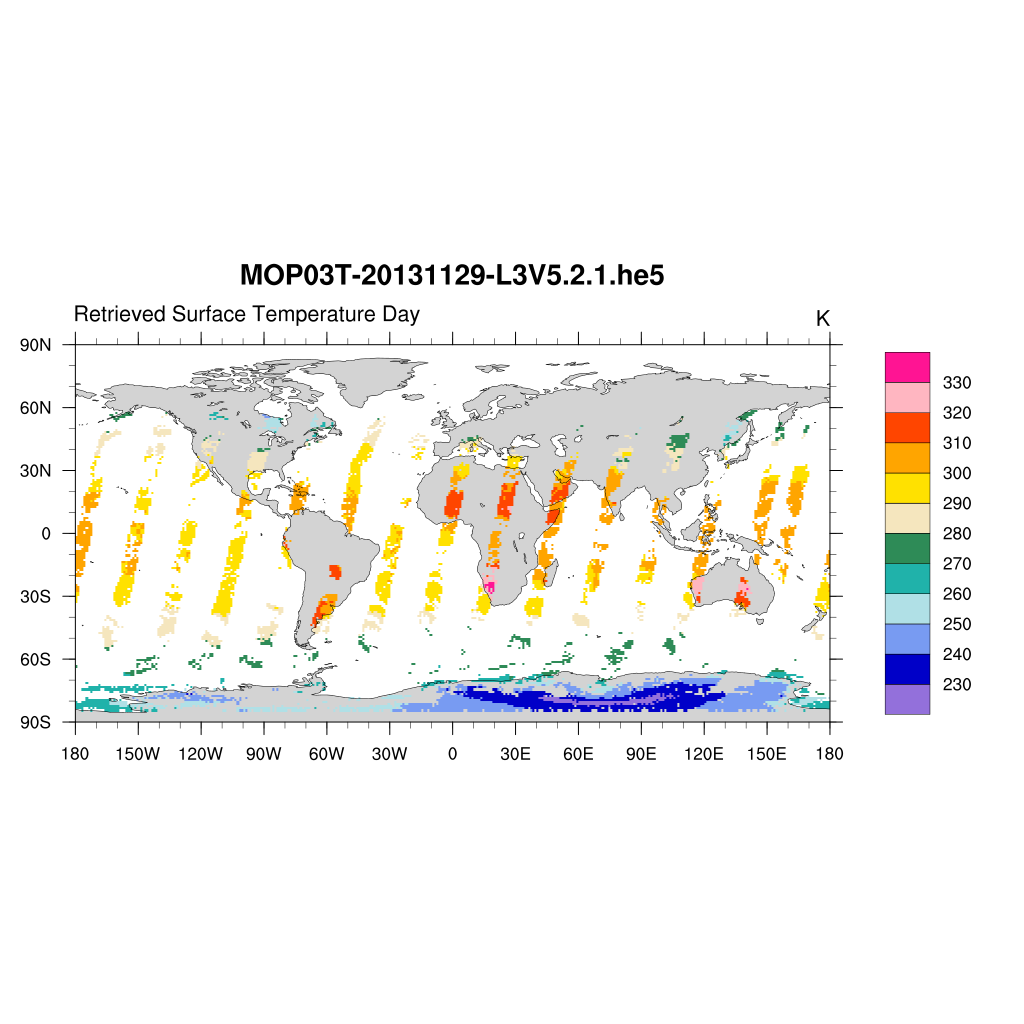 MOP03T-20131129-L3V5.2.1.he5
Retrieved Surface Temperature Day
K
90N
60N
30N
0
30S
60S
90S
180 150W 120W 90W 60W 30W 0 30E 60E 90E 120E 150E 180
330
320
310
300
290
280
270
260
250
240
230